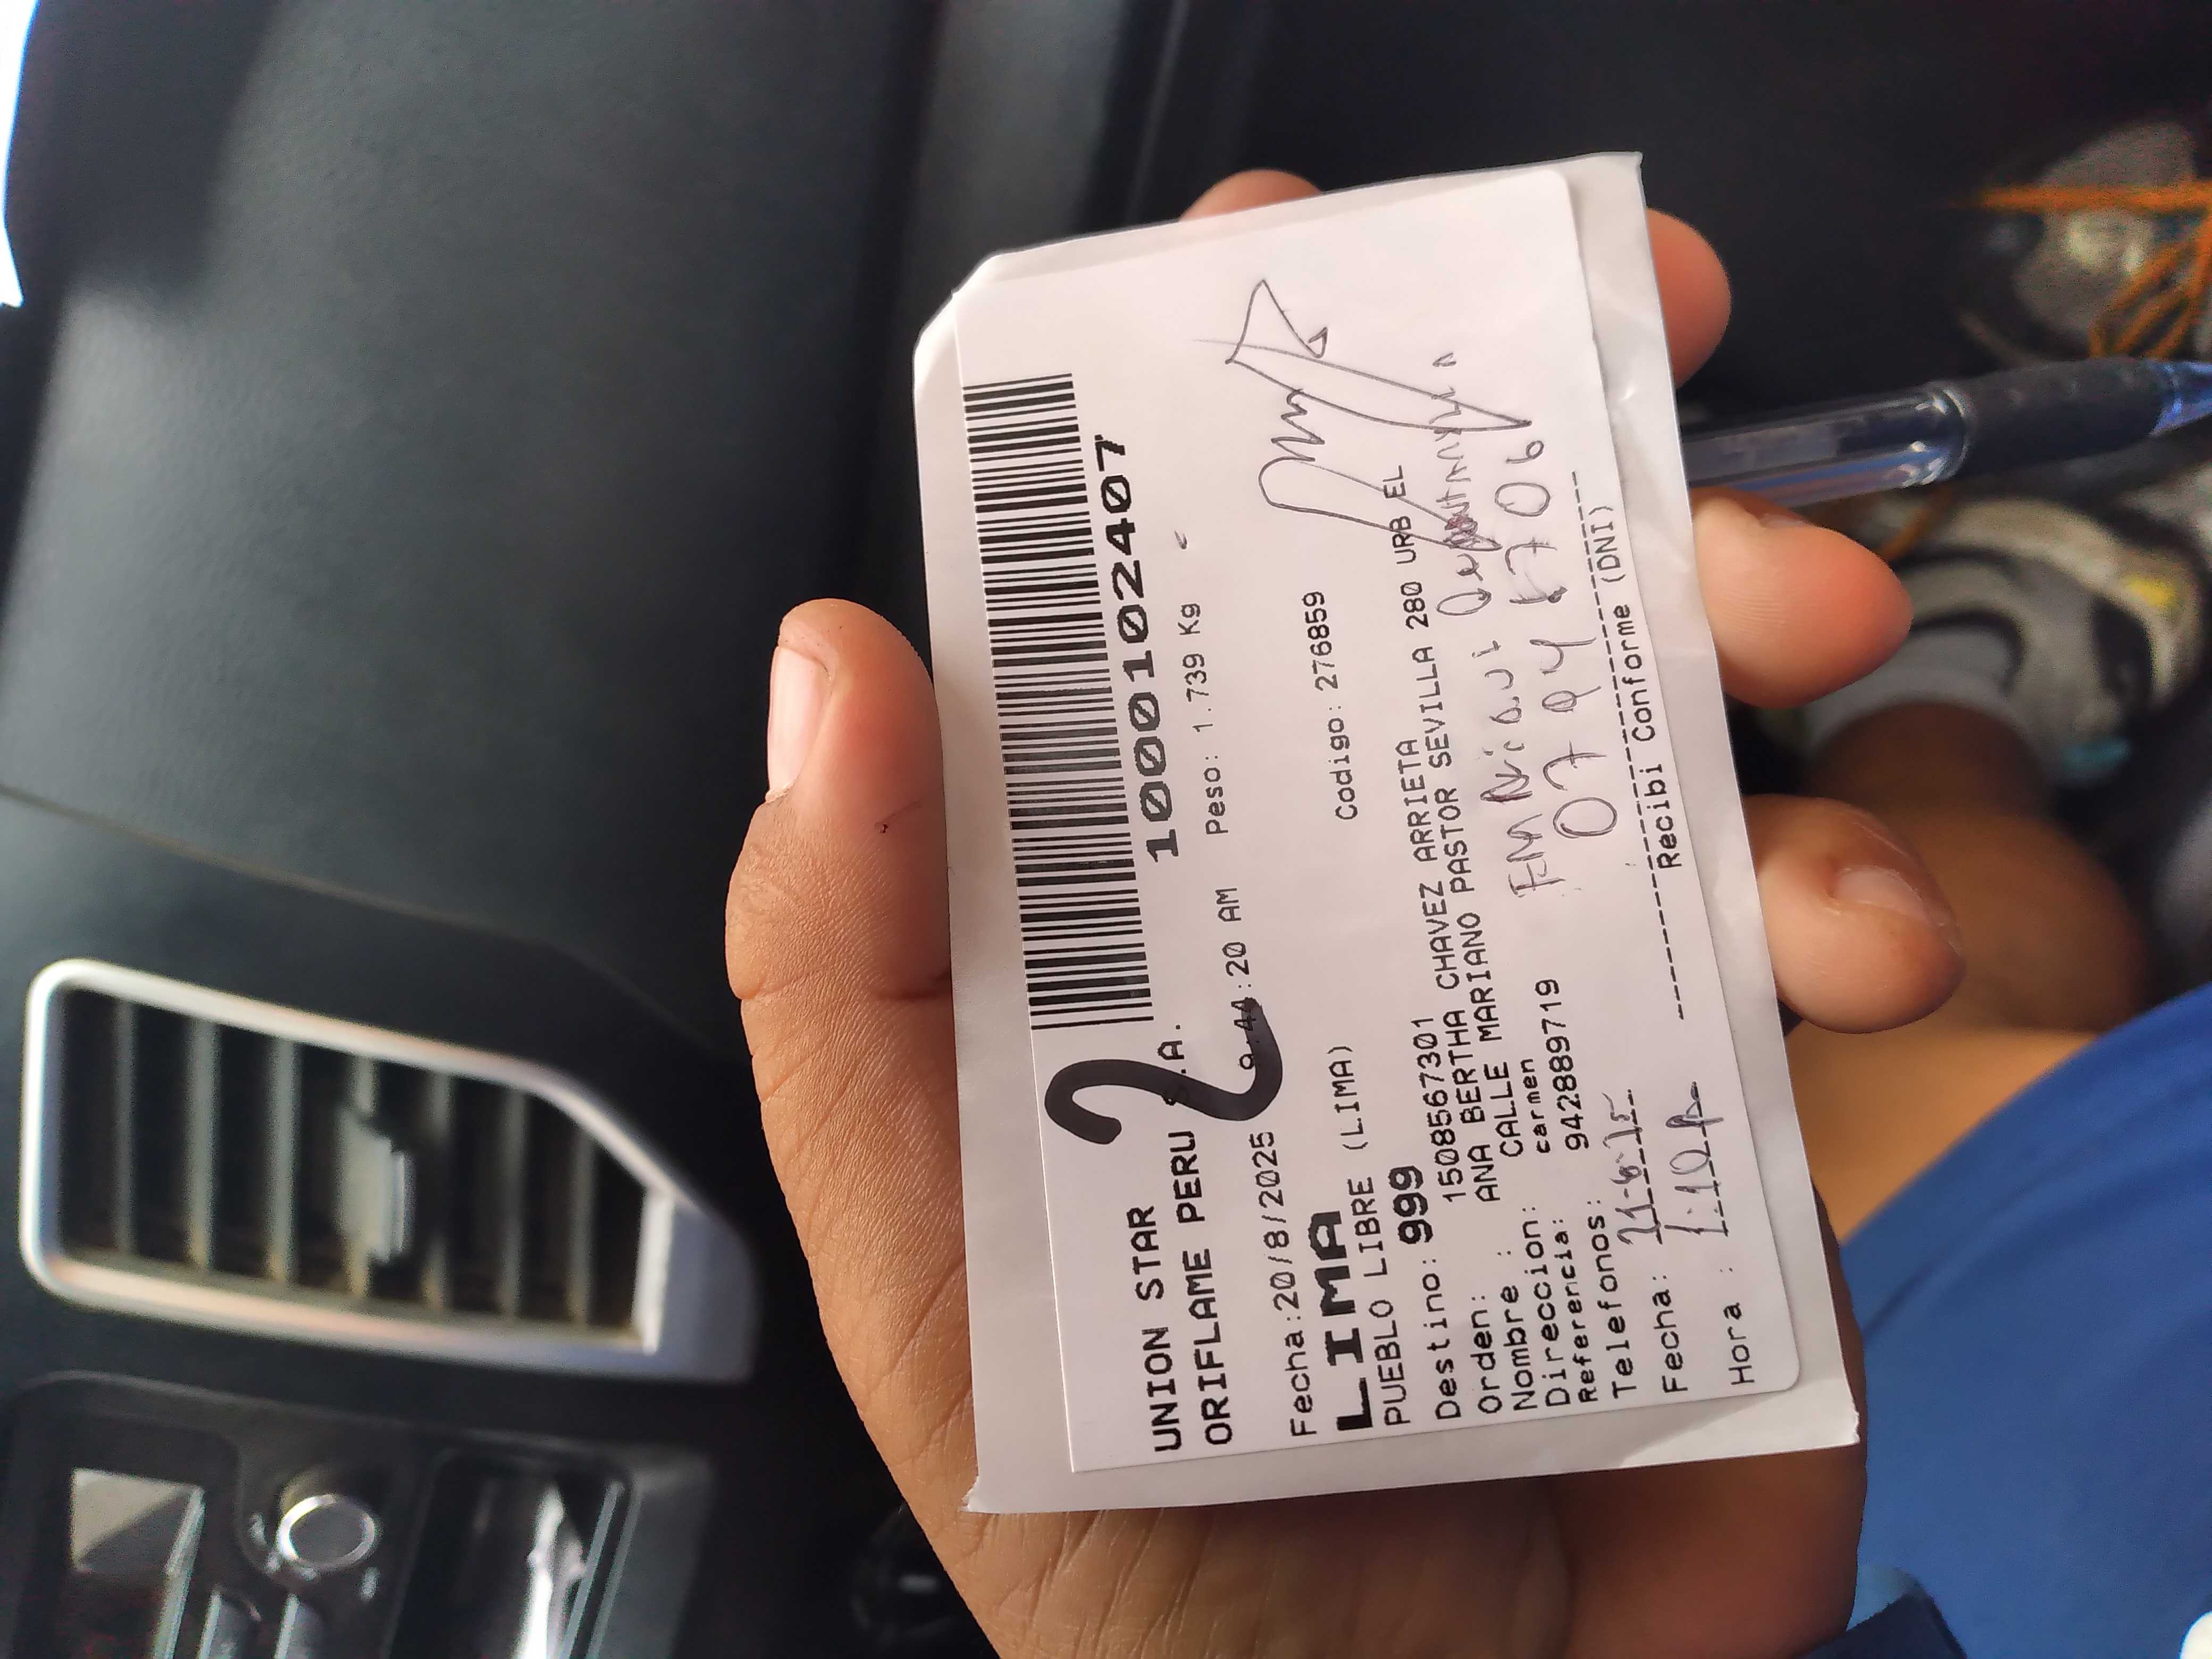 1000102407
UNION STAR
ORIFLAME PERU S.A. Peso: 1.739 Kg
Fecha:20/8/2025 9:44:20 AM
LIMA
PUEBLO LIBRE (LIMA) Codigo: 276859
Destino: 999
Orden: 1508567301
Nombre : ANA BERTHA CHAVEZ ARRIETA
Direccion: CALLE MARIANO PASTOR SEVILLA 280 URB EL
Referencia: carmen
Telefonos: 942889719
Fecha: 21-8-25
Hora : 1:10
Recibi Conforme (DNI)